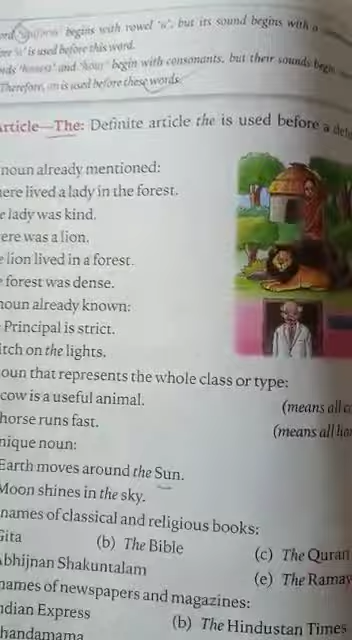 'uniform' begins with vowel 'u', but its sound begins with a
'a' is used before this word.
'honest' and 'hour' begin with consonants, but their sounds begin
Therefore, an is used before these words.
Article—The: Definite article the is used before a
noun already mentioned:
ere lived a lady in the forest.
e lady was kind.
ere was a lion.
e lion lived in a forest.
forest was dense.
noun already known:
Principal is strict.
itch on the lights.
oun that represents the whole class or type:
cow is a useful animal.
(means all
horse runs fast.
(means all
nique noun:
Earth moves around the Sun.
Moon shines in the sky.
names of classical and religious books:
Gita (b) The Bible (c) The Quran
Abhijnan Shakuntalam (e) The Ramay
names of newspapers and magazines:
ndian Express (b) The Hindustan Times
handamama